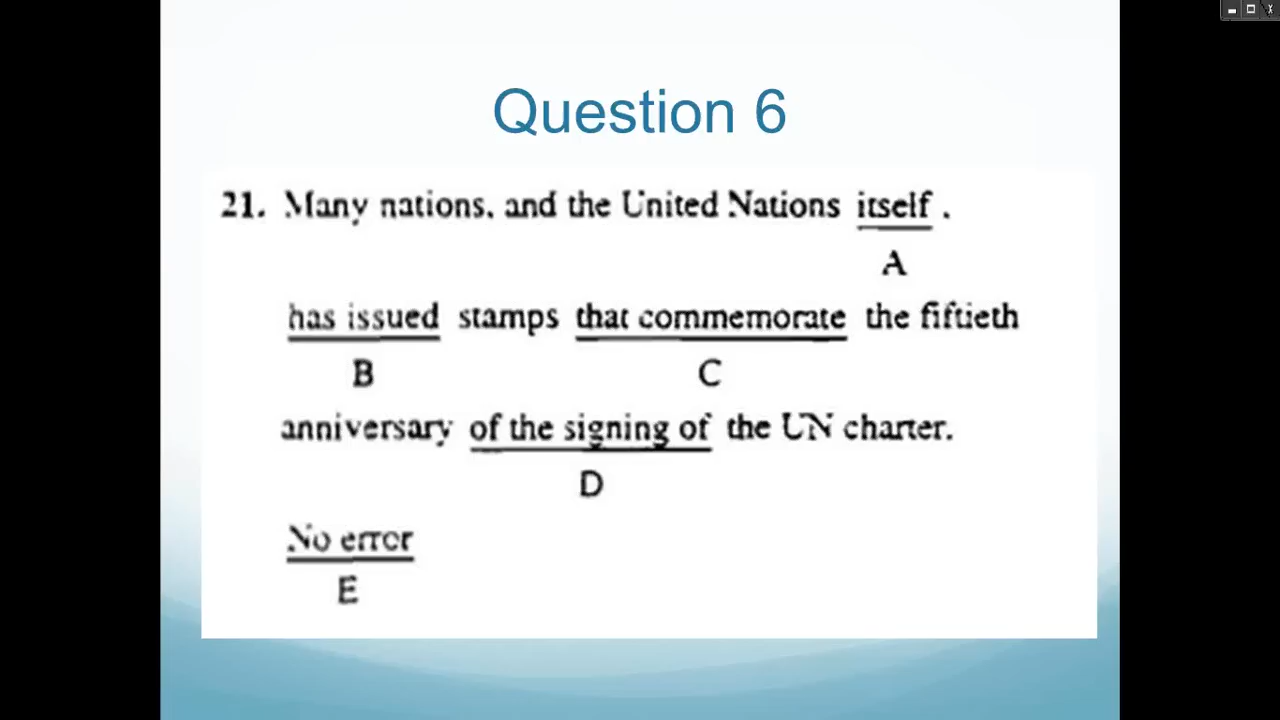 Question 6
21. Many nations, and the United Nations itself,
A
has issued stamps that commemorate the fiftieth
B C
anniversary of the signing of the UN charter.
D
No error
E